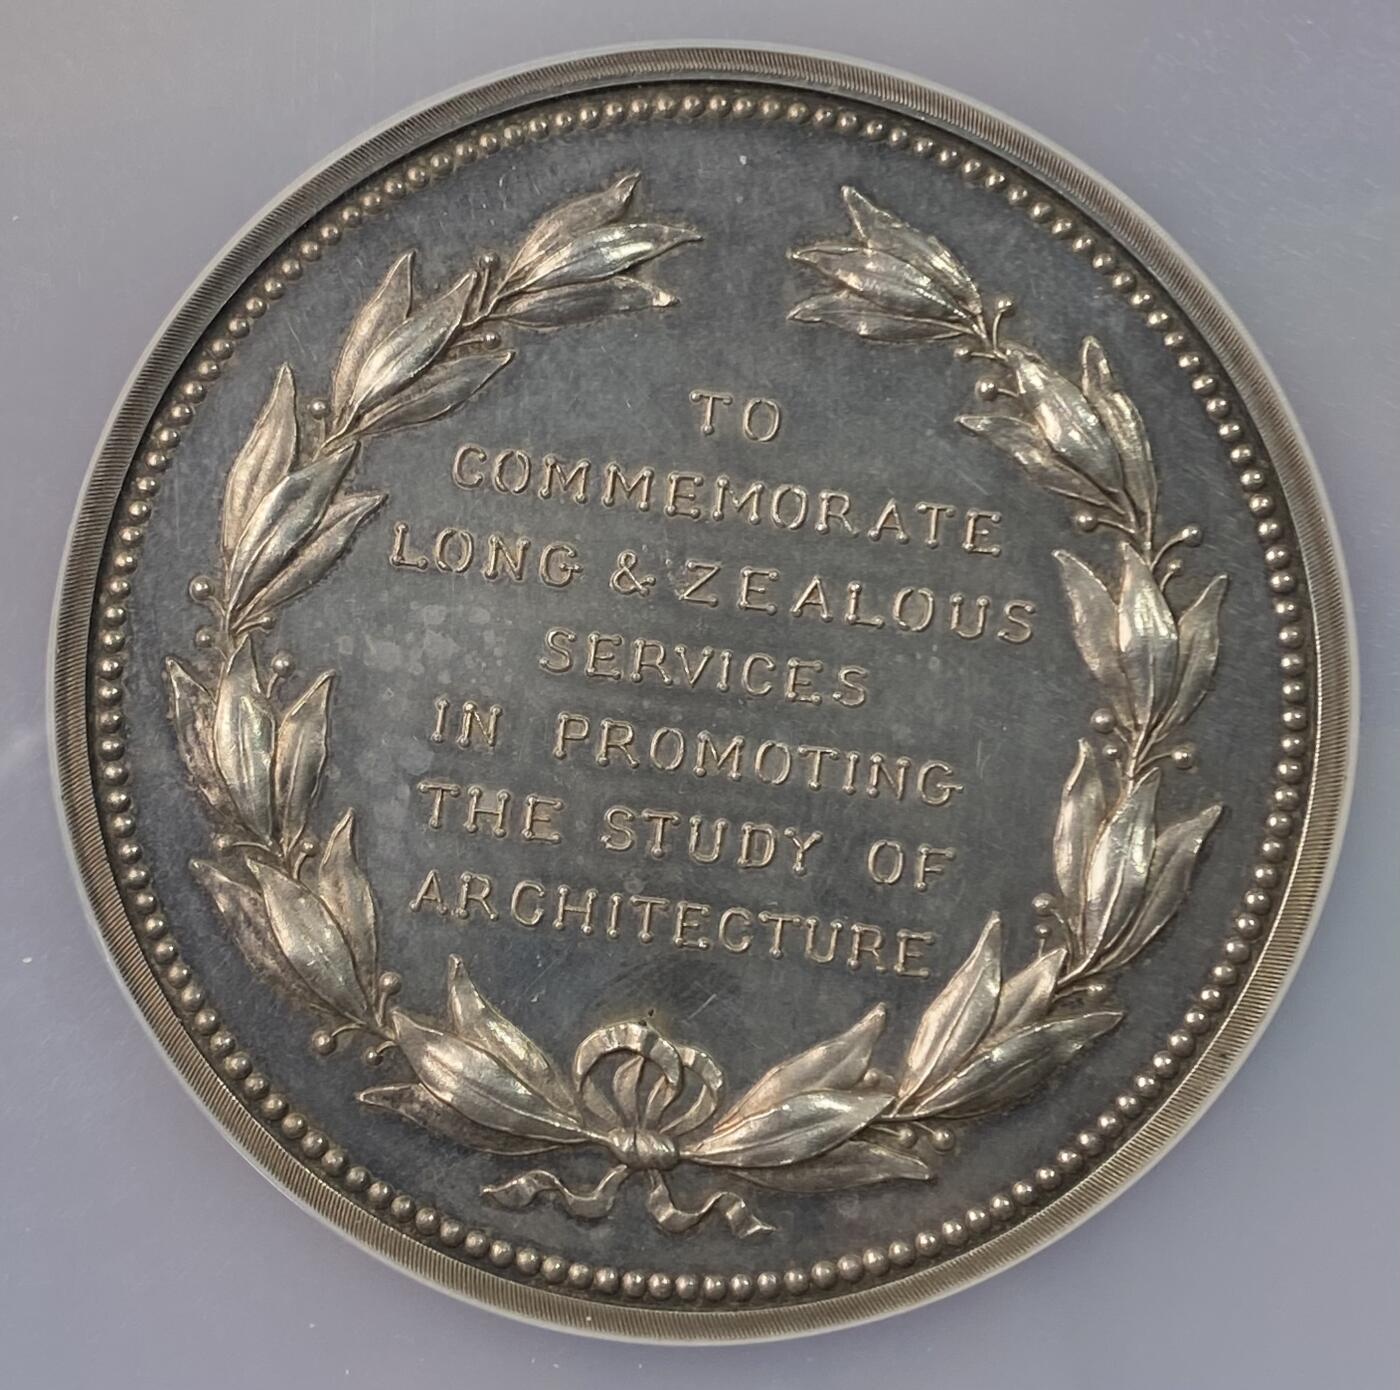 TO
COMMEMORATE
LONG & ZEALOUS
SERVICES
IN PROMOTING
THE STUDY OF
ARCHITECTURE